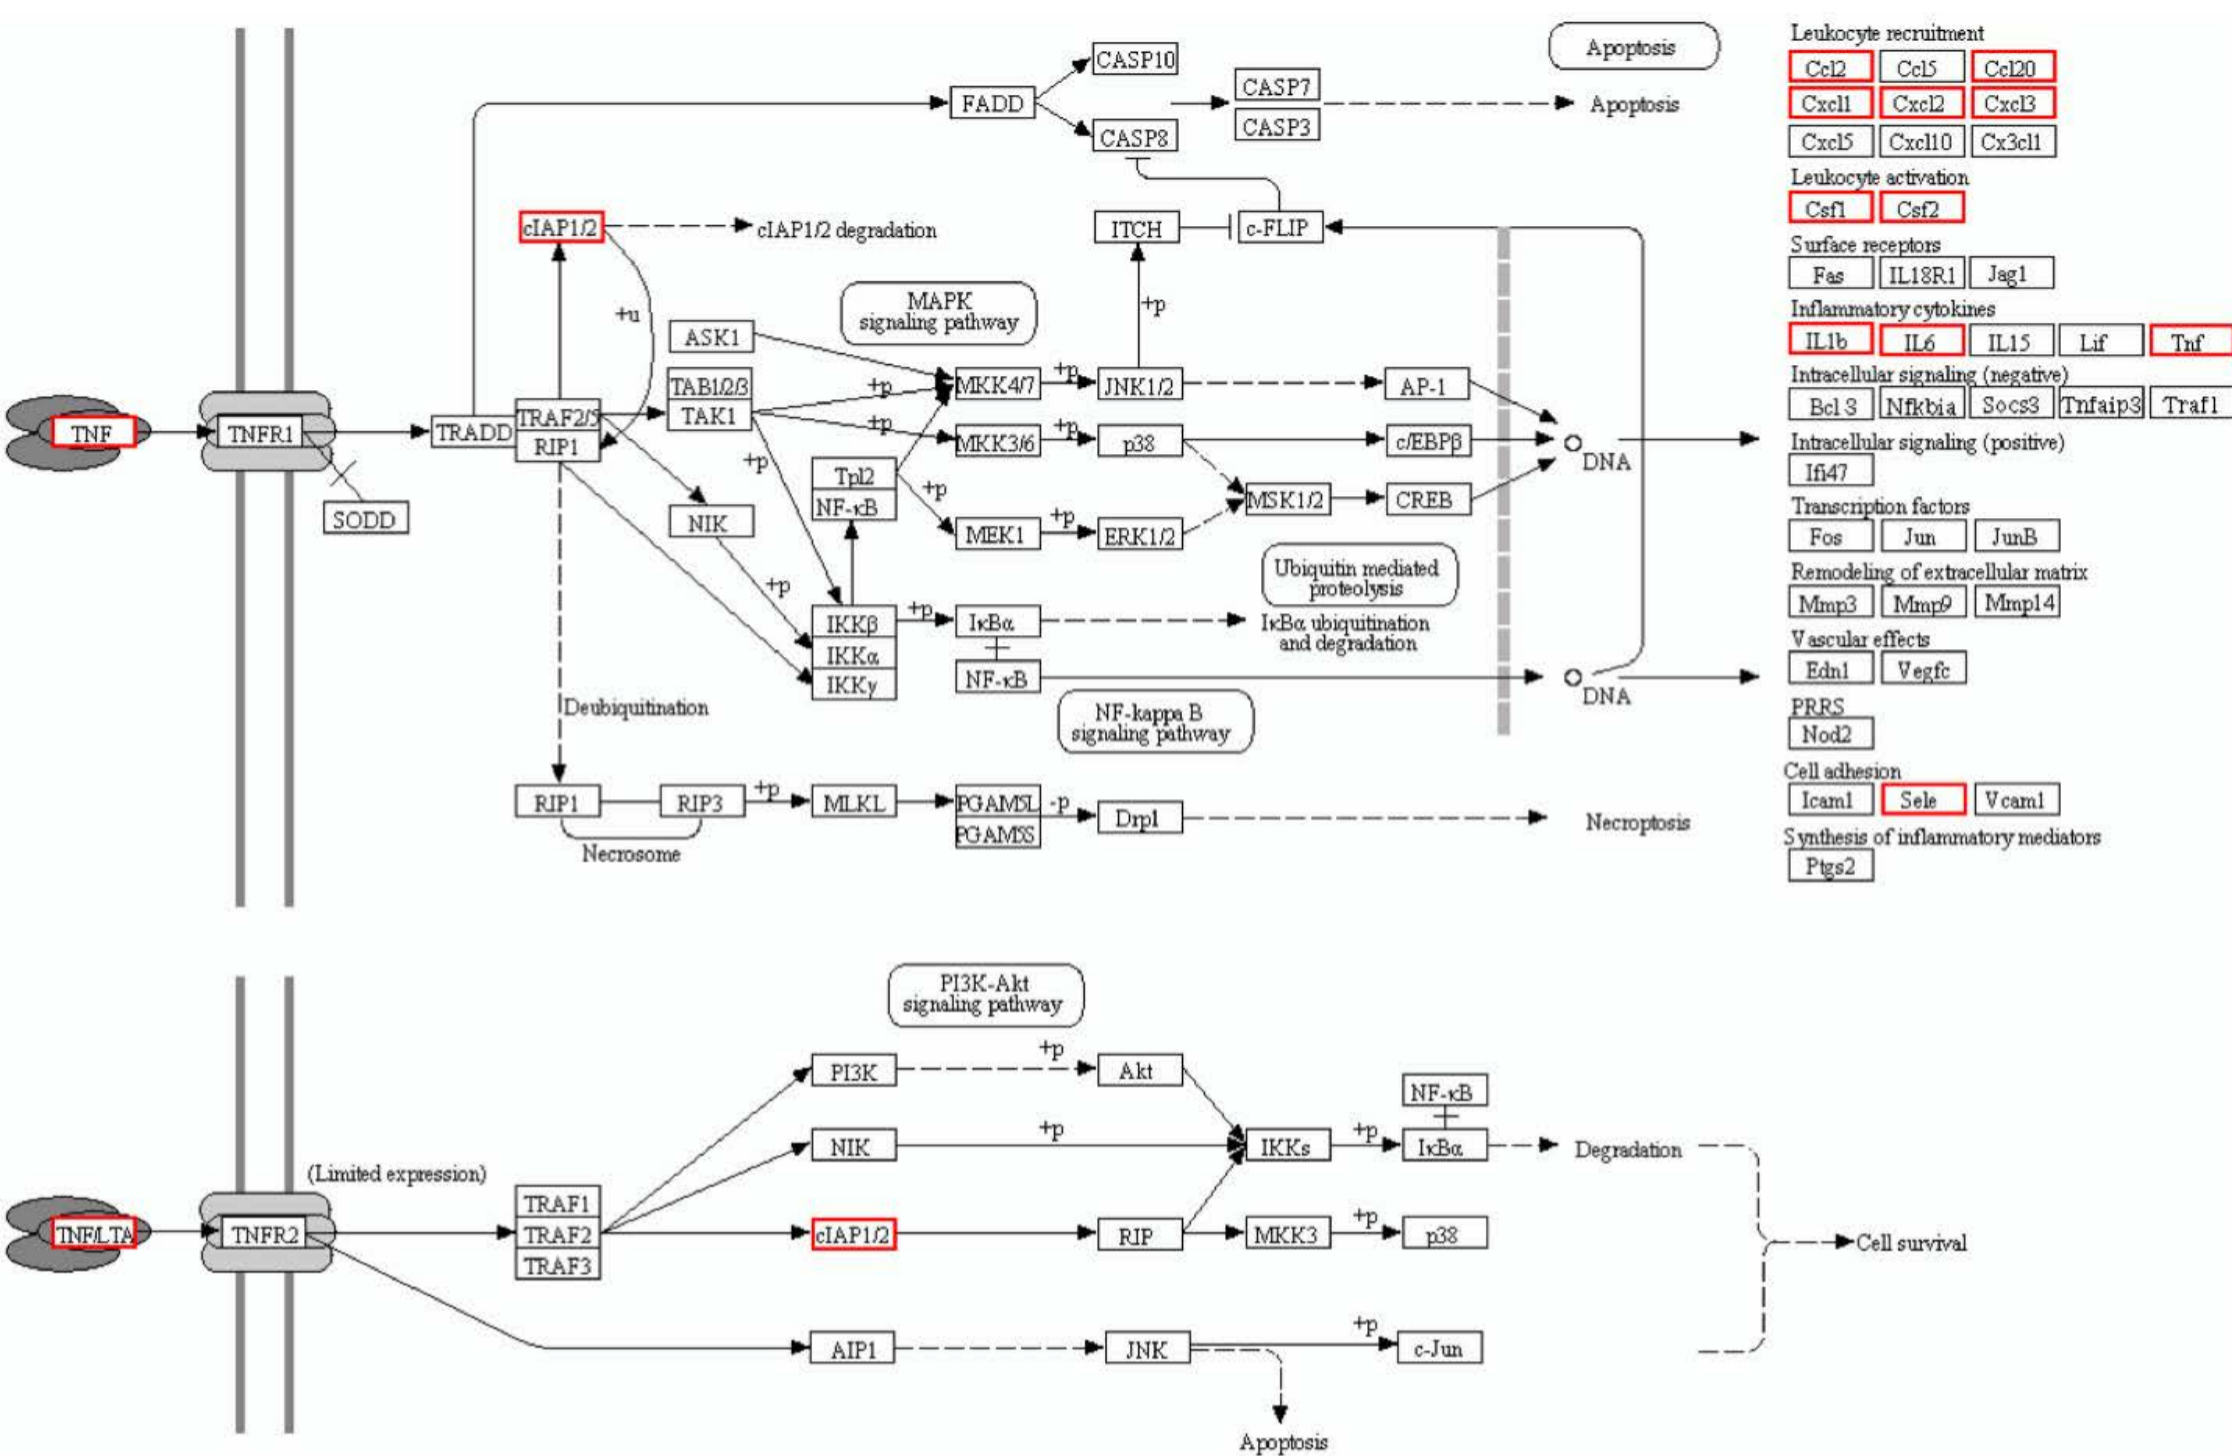 Leukocyte recruitment
Ccl2 Ccl5 Ccl20
Cxcl1 Cxcl2 Cxcl3
Cxcl5 Cxcl10 Cx3cl1
Leukocyte activation
Csf1 Csf2
Surface receptors
Fas IL18R1 Jag1
Inflammatory cytokines
IL1b IL6 IL15 Lif Tnf
Intracellular signaling (negative)
Bcl3 Nfkbia Socs3 Tnfaip3 Traf1
Intracellular signaling (positive)
Ifi47
Transcription factors
Fos Jun JunB
Remodeling of extracellular matrix
Mmp3 Mmp9 Mmp14
Vascular effects
Edn1 Vegfc
PRRS
Nod2
Cell adhesion
Icam1 Sele Vcam1
Synthesis of inflammatory mediators
Ptgs2
Apoptosis
CASP10
FADD
CASP7
Apoptosis
CASP8
CASP3
cIAP1/2
cIAP1/2 degradation
ITCH
c-FLIP
+u
MAPK
signaling pathway
+p
ASK1
TAB1/2/3
TAK1
+p
MKK4/7
+p
JNK1/2
AP-1
TNF
TNFR1
TRADD
TRAF2/5
RIP1
+p
MKK3/6
+p
p38
c/EBPβ
DNA
SODD
NIK
+p
Tpl2
NF-κB
+p
MSK1/2
CREB
MEK1
+p
ERK1/2
Ubiquitin mediated
proteolysis
+p
IKKβ
IKKα
IKKγ
+p
IκBα
IκBα ubiquitination
and degradation
NF-κB
DNA
Deubiquitination
NF-kappa B
signaling pathway
RIP1
RIP3
+p
MLKL
PGAM5L
PGAM5S
-p
Drp1
Necroptosis
Necrosome
PI3K-Akt
signaling pathway
PI3K
+p
Akt
NF-κB
NIK
+p
IKKs
+p
IκBα
Degradation
(Limited expression)
TNF/LTA
TNFR2
TRAF1
TRAF2
TRAF3
cIAP1/2
RIP
MKK3
+p
p38
Cell survival
AIP1
JNK
+p
c-Jun
Apoptosis